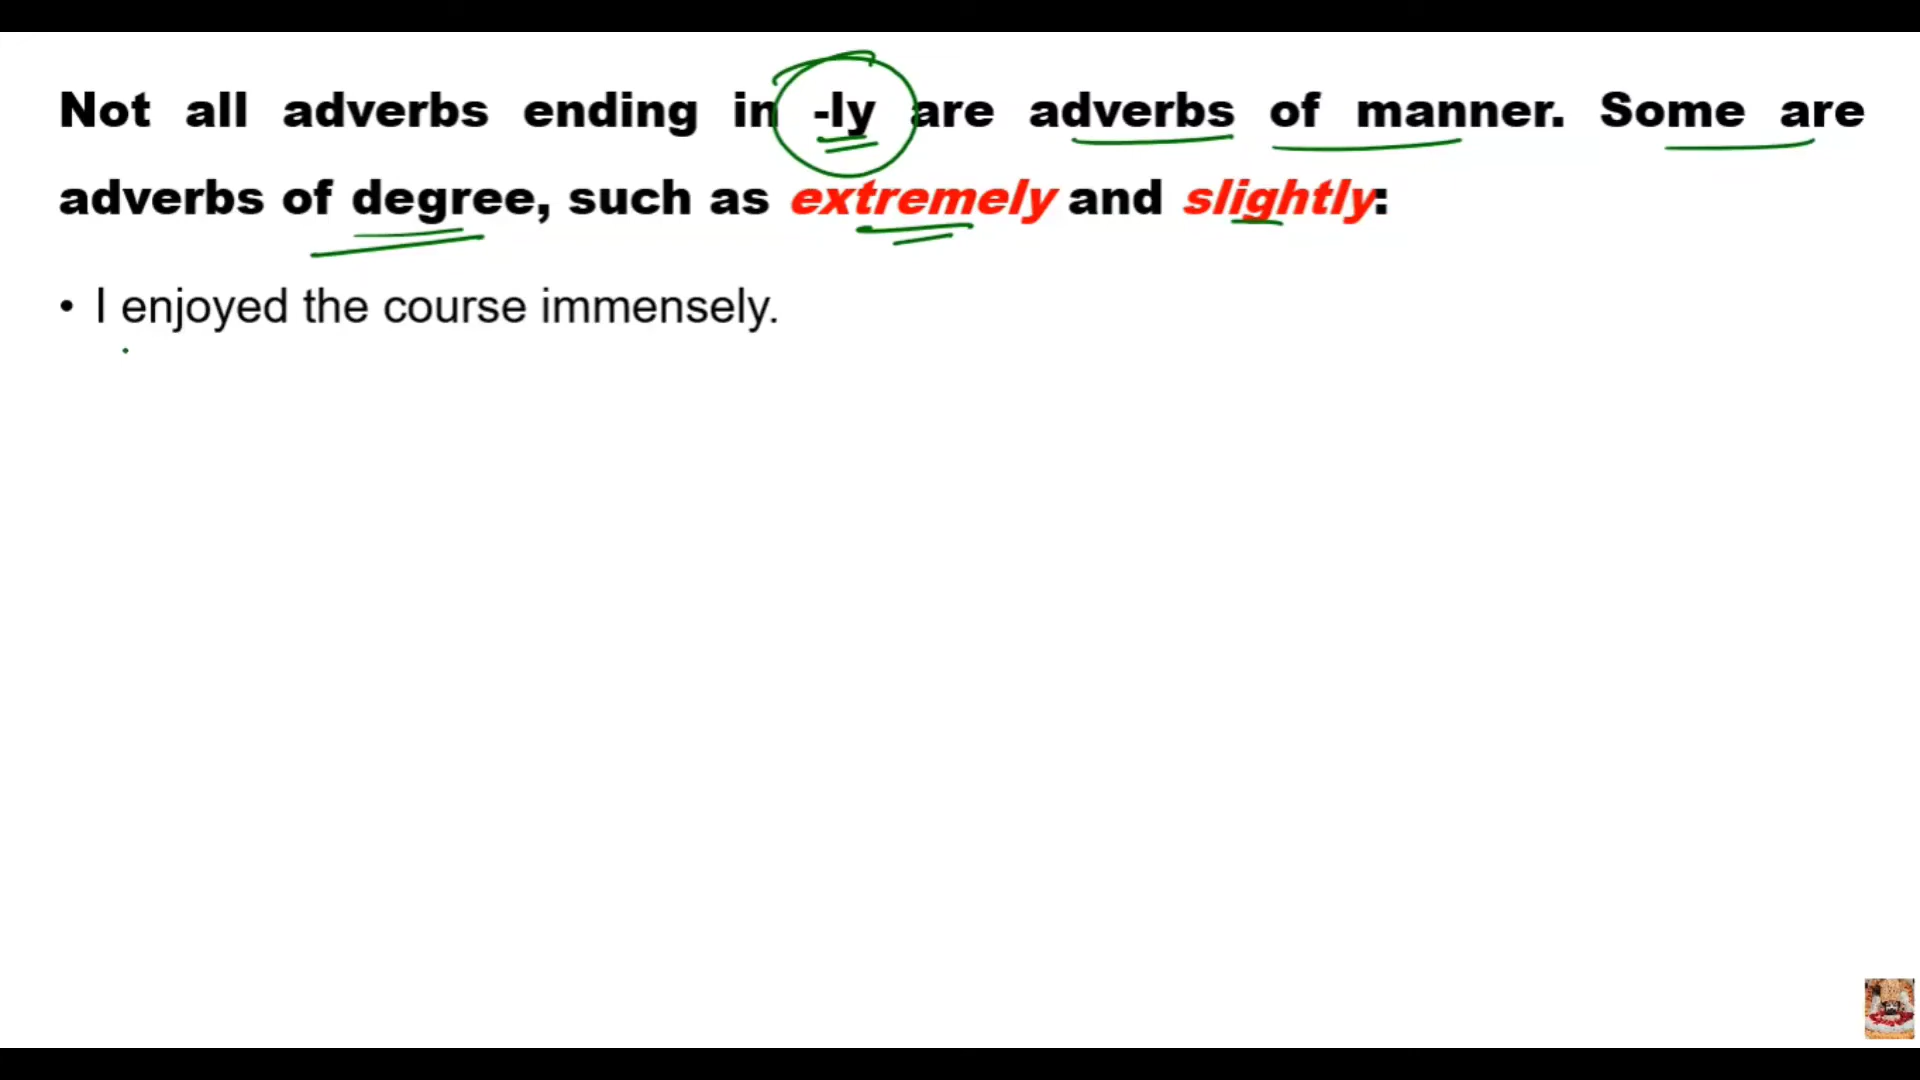 Not all adverbs ending in -ly are adverbs of manner. Some are
adverbs of degree, such as extremely and slightly:
• I enjoyed the course immensely.